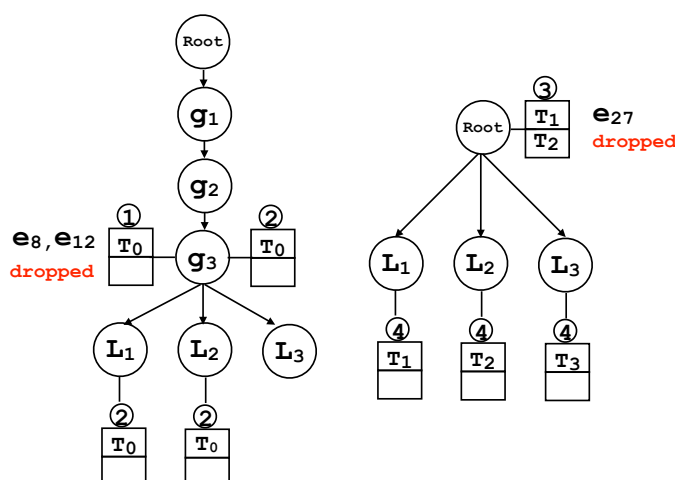 Root
g1
g2
① ②
e8,e12 T0 g3 T0
dropped
L1 L2 L3
② ②
T0 T0
③
Root T1 e27
T2 dropped
L1 L2 L3
④ ④ ④
T1 T2 T3